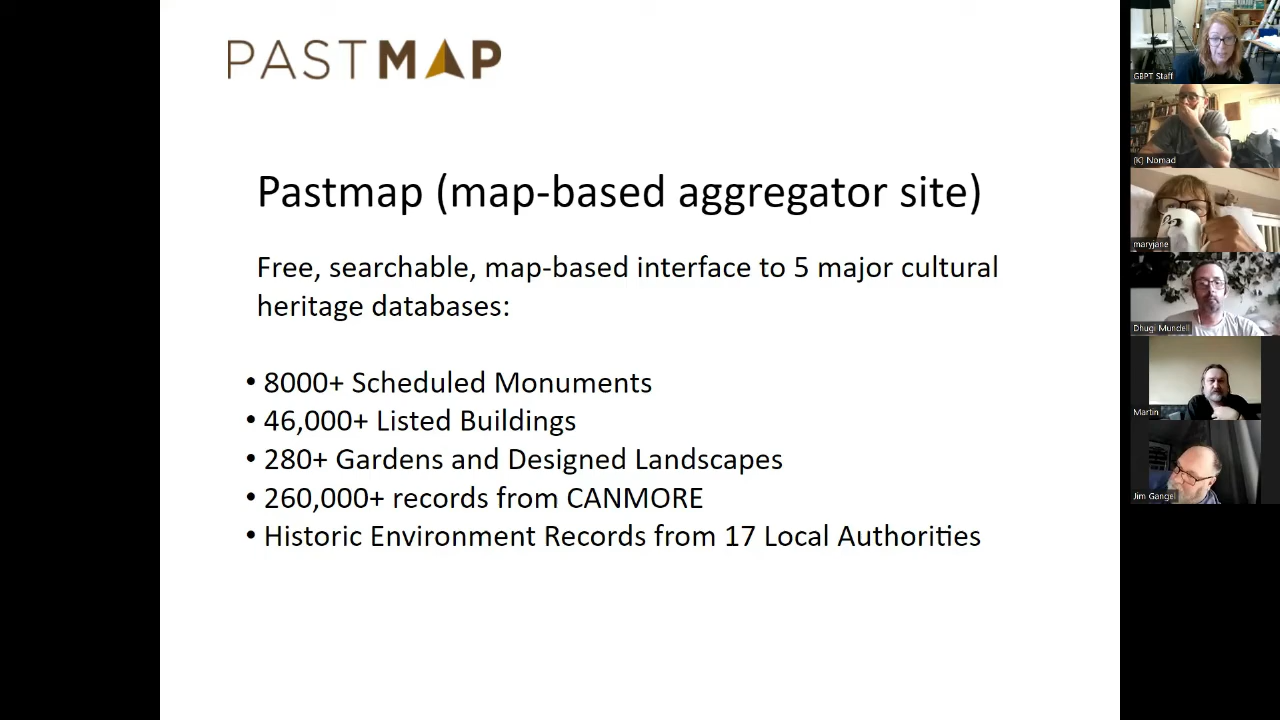 PASTMAP
Pastmap (map-based aggregator site)
Free, searchable, map-based interface to 5 major cultural
heritage databases:
• 8000+ Scheduled Monuments
• 46,000+ Listed Buildings
• 280+ Gardens and Designed Landscapes
• 260,000+ records from CANMORE
• Historic Environment Records from 17 Local Authorities
GBPT Staff
(K) Nomad
maryjane
Dhugi Mundell
Martin
Jim Gangel